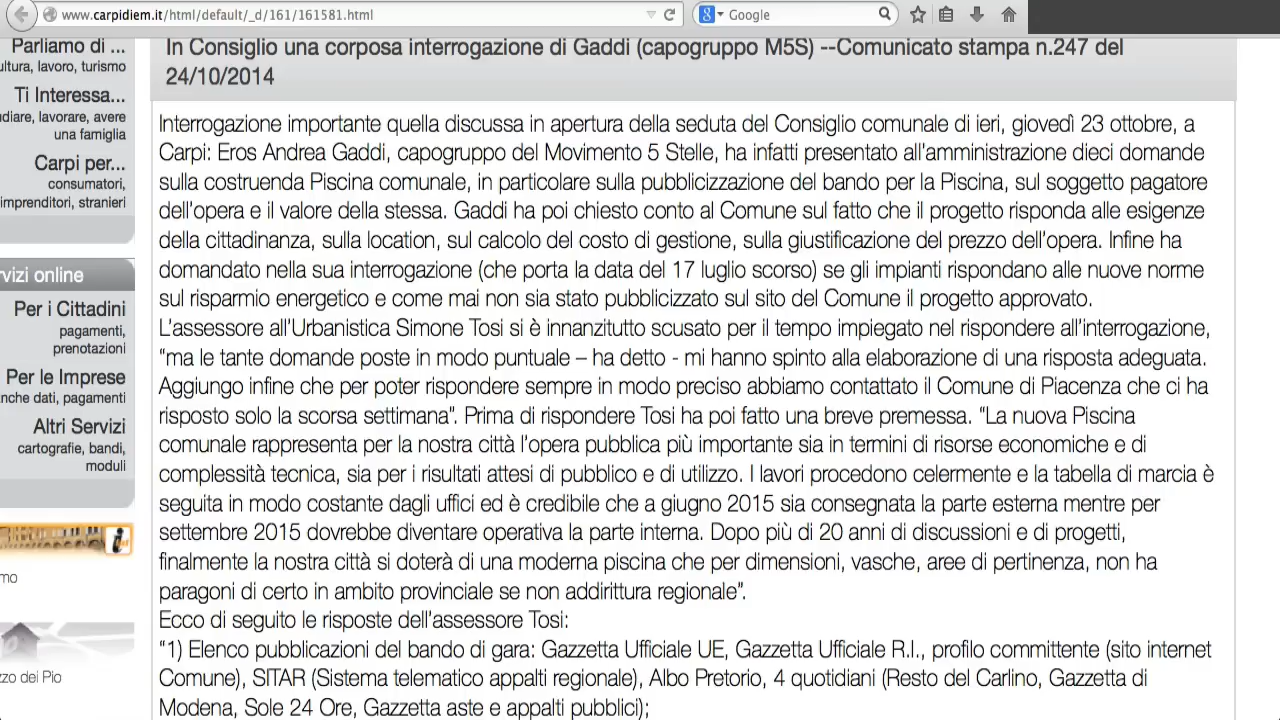 www.carpidiem.it/html/default/_d/161/161581.html
Google
Parliamo di ...
ultura, lavoro, turismo
Ti Interessa...
diare, lavorare, avere
una famiglia
Carpi per...
consumatori,
imprenditori, stranieri
rvizi online
Per i Cittadini
pagamenti,
prenotazioni
Per le Imprese
nche dati, pagamenti
Altri Servizi
cartografie, bandi,
moduli
mo
zzo dei Pio
In Consiglio una corposa interrogazione di Gaddi (capogruppo M5S) --Comunicato stampa n.247 del
24/10/2014
Interrogazione importante quella discussa in apertura della seduta del Consiglio comunale di ieri, giovedì 23 ottobre, a
Carpi: Eros Andrea Gaddi, capogruppo del Movimento 5 Stelle, ha infatti presentato all'amministrazione dieci domande
sulla costruenda Piscina comunale, in particolare sulla pubblicizzazione del bando per la Piscina, sul soggetto pagatore
dell'opera e il valore della stessa. Gaddi ha poi chiesto conto al Comune sul fatto che il progetto risponda alle esigenze
della cittadinanza, sulla location, sul calcolo del costo di gestione, sulla giustificazione del prezzo dell'opera. Infine ha
domandato nella sua interrogazione (che porta la data del 17 luglio scorso) se gli impianti rispondano alle nuove norme
sul risparmio energetico e come mai non sia stato pubblicizzato sul sito del Comune il progetto approvato.
L'assessore all'Urbanistica Simone Tosi si è innanzitutto scusato per il tempo impiegato nel rispondere all'interrogazione,
“ma le tante domande poste in modo puntuale – ha detto - mi hanno spinto alla elaborazione di una risposta adeguata.
Aggiungo infine che per poter rispondere sempre in modo preciso abbiamo contattato il Comune di Piacenza che ci ha
risposto solo la scorsa settimana”. Prima di rispondere Tosi ha poi fatto una breve premessa. “La nuova Piscina
comunale rappresenta per la nostra città l'opera pubblica più importante sia in termini di risorse economiche e di
complessità tecnica, sia per i risultati attesi di pubblico e di utilizzo. I lavori procedono celermente e la tabella di marcia è
seguita in modo costante dagli uffici ed è credibile che a giugno 2015 sia consegnata la parte esterna mentre per
settembre 2015 dovrebbe diventare operativa la parte interna. Dopo più di 20 anni di discussioni e di progetti,
finalmente la nostra città si doterà di una moderna piscina che per dimensioni, vasche, aree di pertinenza, non ha
paragoni di certo in ambito provinciale se non addirittura regionale”.
Ecco di seguito le risposte dell'assessore Tosi:
“1) Elenco pubblicazioni del bando di gara: Gazzetta Ufficiale UE, Gazzetta Ufficiale R.I., profilo committente (sito internet
Comune), SITAR (Sistema telematico appalti regionale), Albo Pretorio, 4 quotidiani (Resto del Carlino, Gazzetta di
Modena, Sole 24 Ore, Gazzetta aste e appalti pubblici);